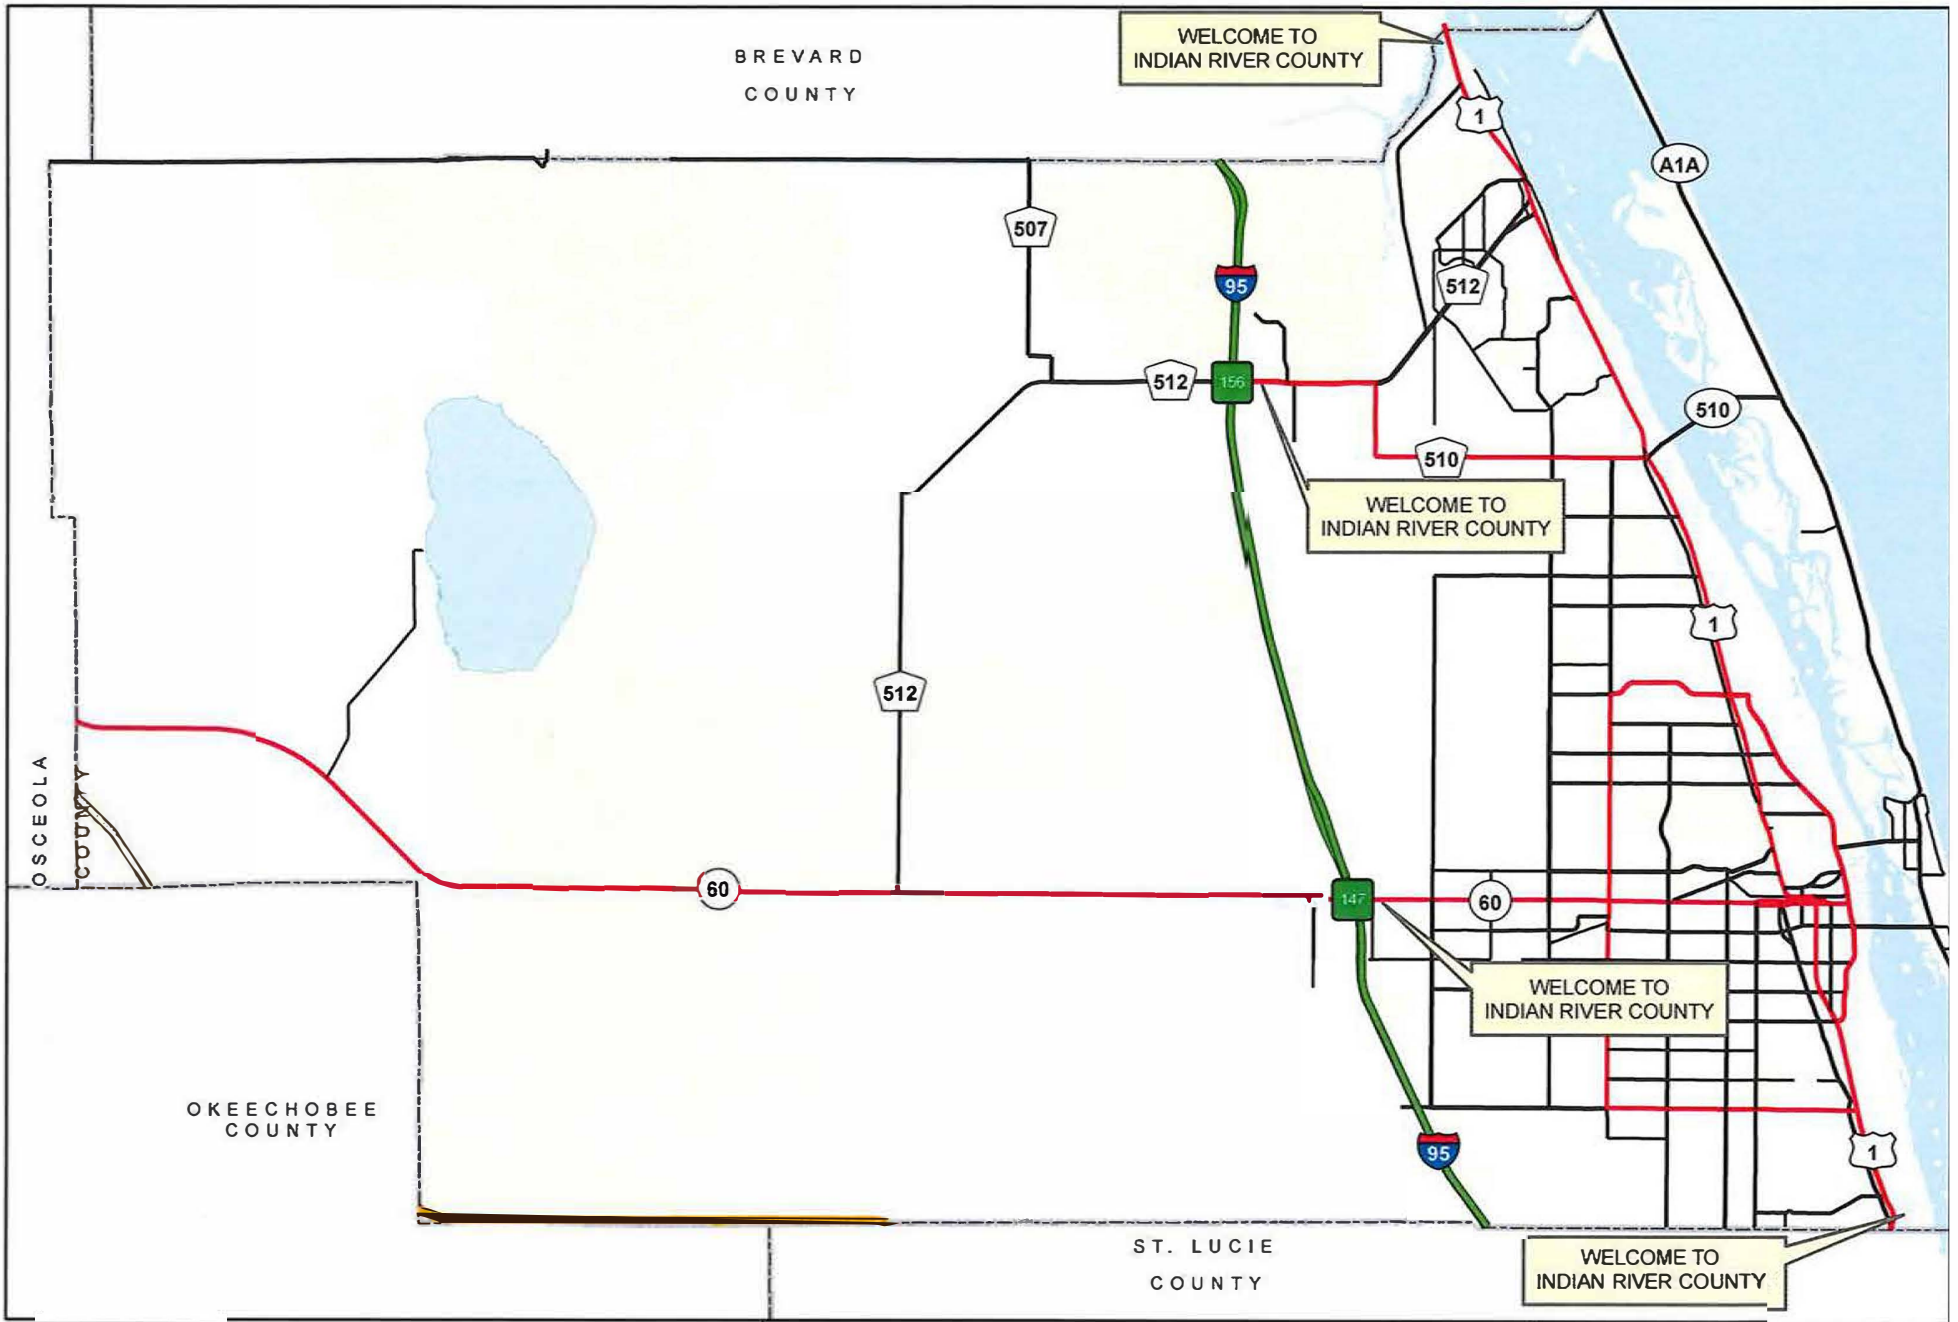 WELCOME TO
INDIAN RIVER COUNTY
BREVARD
COUNTY
1
A1A
507
95
512
512
156
510
510
WELCOME TO
INDIAN RIVER COUNTY
1
512
OSCEOLA
COUNTY
60
147
60
WELCOME TO
INDIAN RIVER COUNTY
OKEECHOBEE
COUNTY
95
1
ST. LUCIE
COUNTY
WELCOME TO
INDIAN RIVER COUNTY